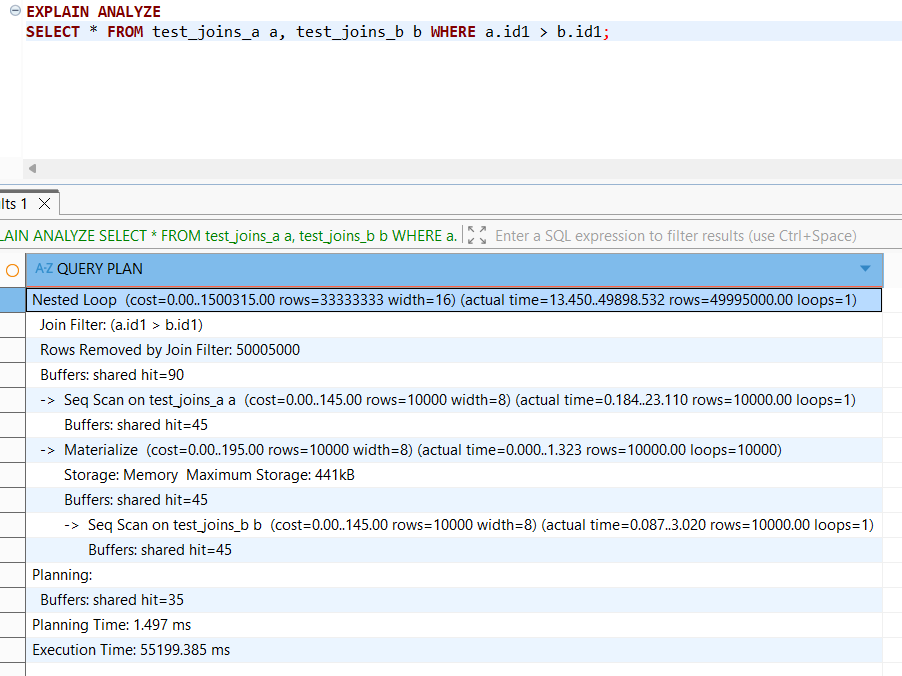 EXPLAIN ANALYZE
SELECT * FROM test_joins_a a, test_joins_b b WHERE a.id1 > b.id1;
lts 1
LAIN ANALYZE SELECT * FROM test_joins_a a, test_joins_b b WHERE a. Enter a SQL expression to filter results (use Ctrl+Space)
A-Z QUERY PLAN
Nested Loop (cost=0.00..1500315.00 rows=33333333 width=16) (actual time=13.450..49898.532 rows=49995000.00 loops=1)
Join Filter: (a.id1 > b.id1)
Rows Removed by Join Filter: 50005000
Buffers: shared hit=90
-> Seq Scan on test_joins_a a (cost=0.00..145.00 rows=10000 width=8) (actual time=0.184..23.110 rows=10000.00 loops=1)
Buffers: shared hit=45
-> Materialize (cost=0.00..195.00 rows=10000 width=8) (actual time=0.000..1.323 rows=10000.00 loops=10000)
Storage: Memory Maximum Storage: 441kB
Buffers: shared hit=45
-> Seq Scan on test_joins_b b (cost=0.00..145.00 rows=10000 width=8) (actual time=0.087..3.020 rows=10000.00 loops=1)
Buffers: shared hit=45
Planning:
Buffers: shared hit=35
Planning Time: 1.497 ms
Execution Time: 55199.385 ms